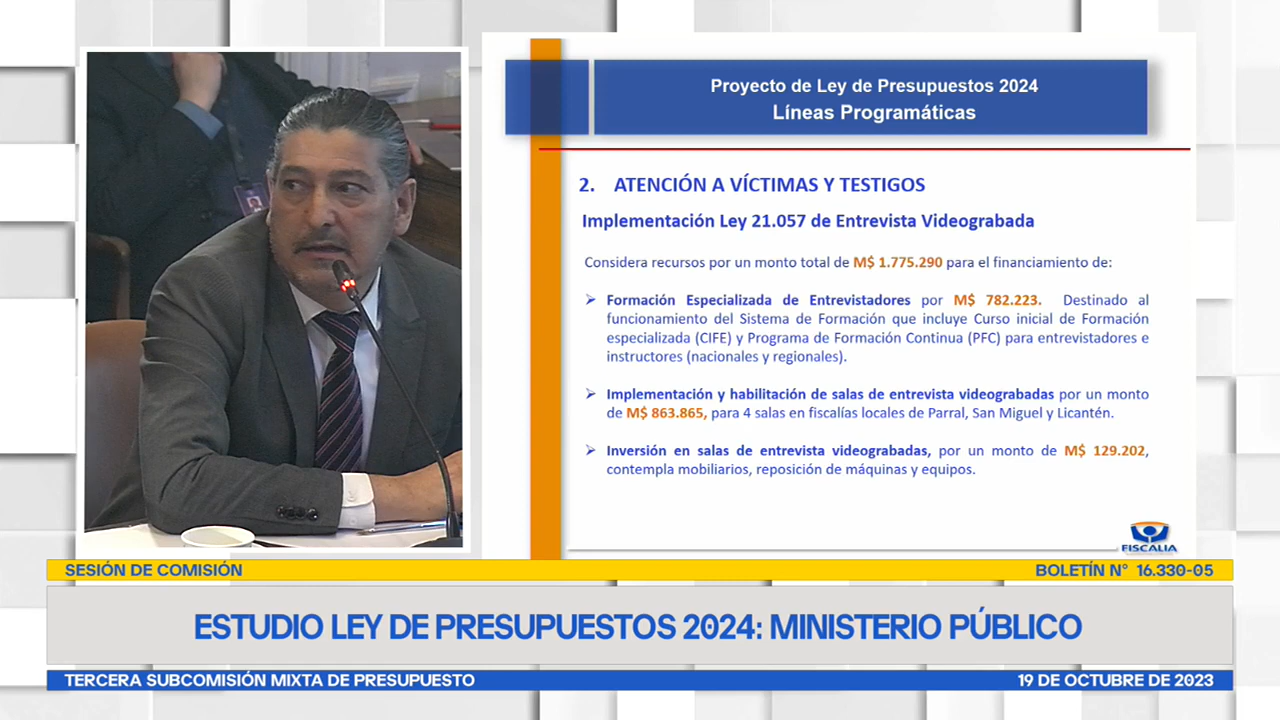 Proyecto de Ley de Presupuestos 2024
Líneas Programáticas
2. ATENCIÓN A VÍCTIMAS Y TESTIGOS
Implementación Ley 21.057 de Entrevista Videograbada
Considera recursos por un monto total de M$ 1.775.290 para el financiamiento de:
➢ Formación Especializada de Entrevistadores por M$ 782.223. Destinado al
funcionamiento del Sistema de Formación que incluye Curso inicial de Formación
especializada (CIFE) y Programa de Formación Continua (PFC) para entrevistadores e
instructores (nacionales y regionales).
➢ Implementación y habilitación de salas de entrevista videograbadas por un monto
de M$ 863.865, para 4 salas en fiscalías locales de Parral, San Miguel y Licantén.
➢ Inversión en salas de entrevista videograbadas, por un monto de M$ 129.202,
contempla mobiliarios, reposición de máquinas y equipos.
FISCALIA
SESIÓN DE COMISIÓN
BOLETÍN N° 16.330-05
ESTUDIO LEY DE PRESUPUESTOS 2024: MINISTERIO PÚBLICO
TERCERA SUBCOMISIÓN MIXTA DE PRESUPUESTO
19 DE OCTUBRE DE 2023